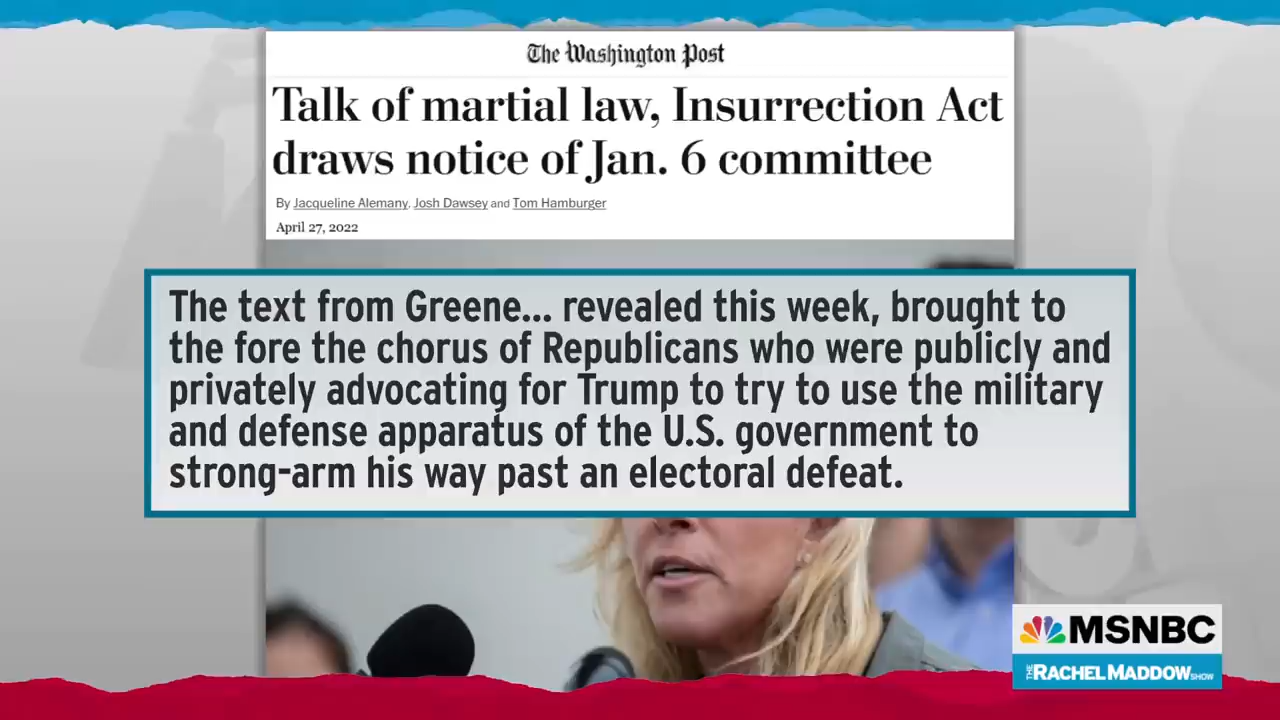 The Washington Post
Talk of martial law, Insurrection Act
draws notice of Jan. 6 committee
By Jacqueline Alemany, Josh Dawsey and Tom Hamburger
April 27, 2022
The text from Greene... revealed this week, brought to
the fore the chorus of Republicans who were publicly and
privately advocating for Trump to try to use the military
and defense apparatus of the U.S. government to
strong-arm his way past an electoral defeat.
MSNBC
THE RACHEL MADDOW SHOW